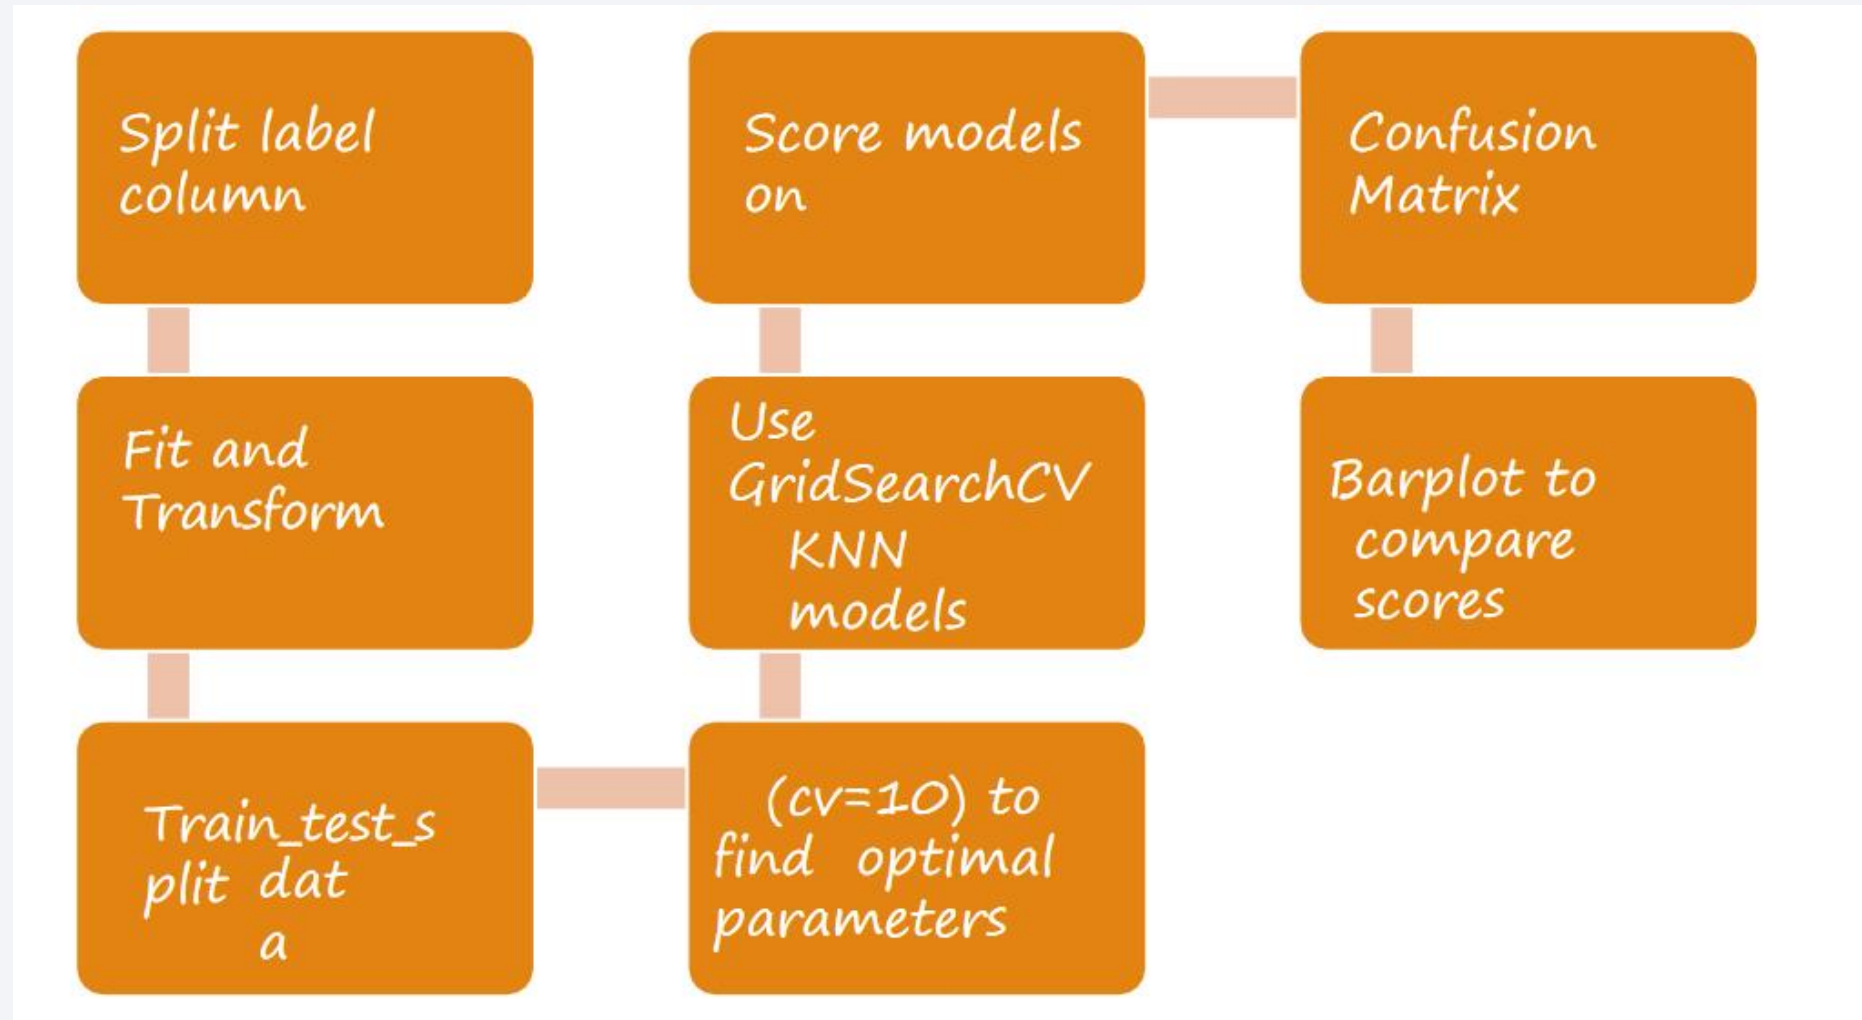 Split label
column
Fit and
Transform
Train_test_s
plit dat
a
(cv=10) to
find optimal
parameters
Use
GridSearchCV
KNN
models
Score models
on
Confusion
Matrix
Barplot to
compare
scores